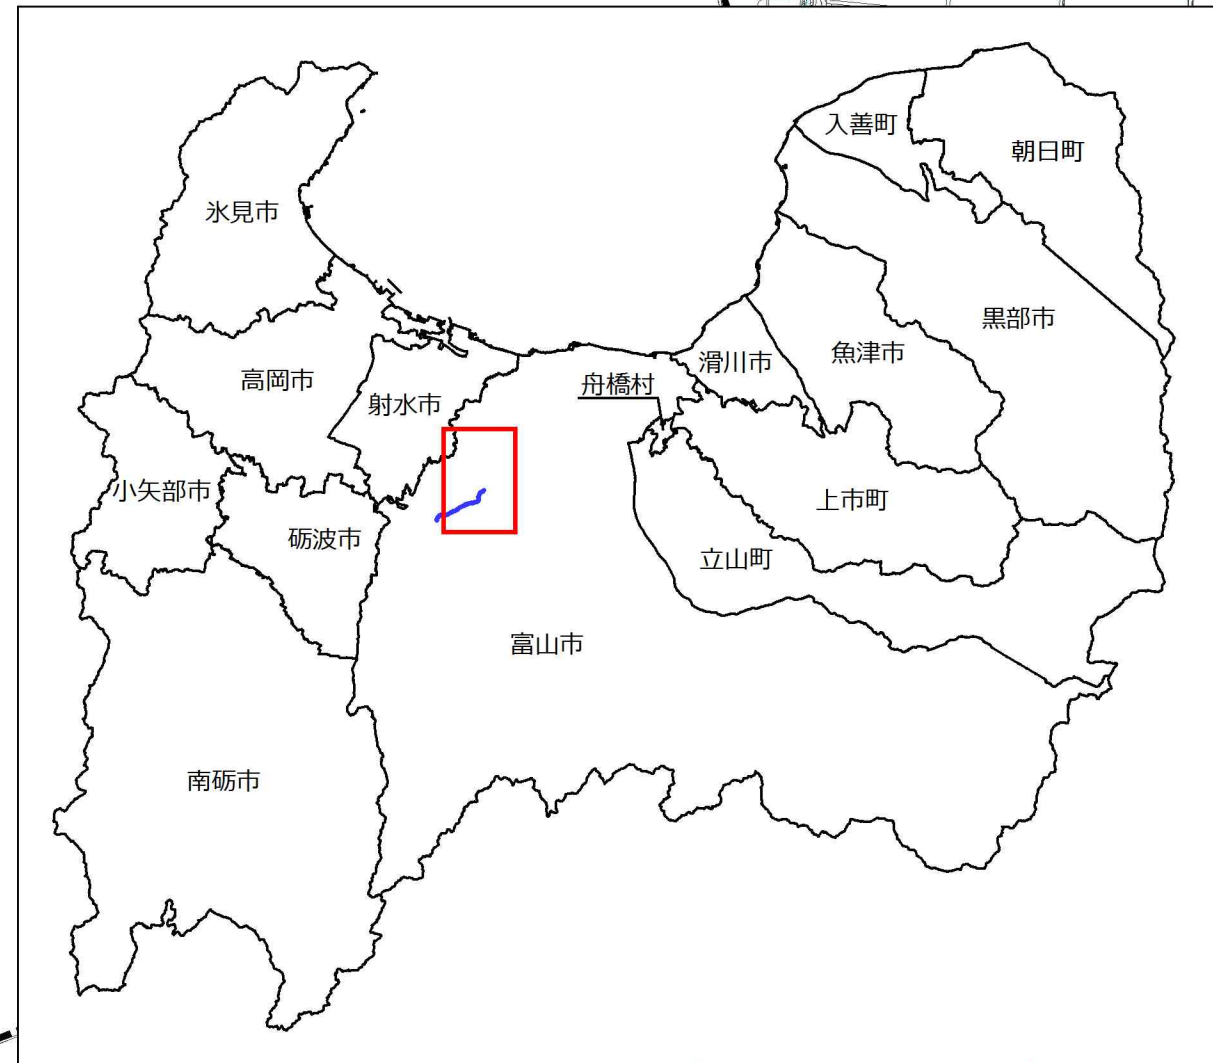 入善町
朝日町
氷見市
黒部市
魚津市
滑川市
高岡市
舟橋村
射水市
小矢部市
上市町
砺波市
立山町
富山市
南砺市